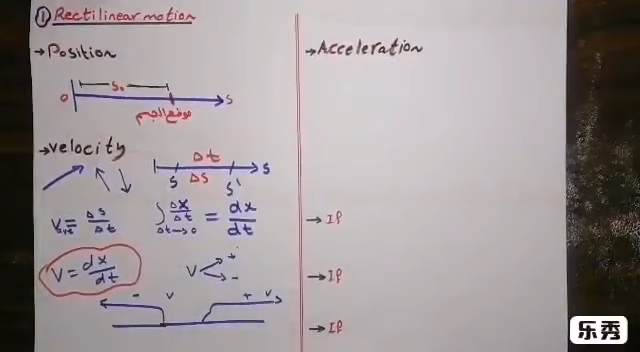 ① Rectilinear motion
→ Position
S₀
O S
موضع الجسم
→ velocity
Δt
S ΔS S' S
Vave = ΔS/Δt
∫ Δx/Δt = dx/dt
Δt→0
V = dx/dt
V < + -
- V + V
→ Acceleration
→ If
→ If
→ If
乐秀